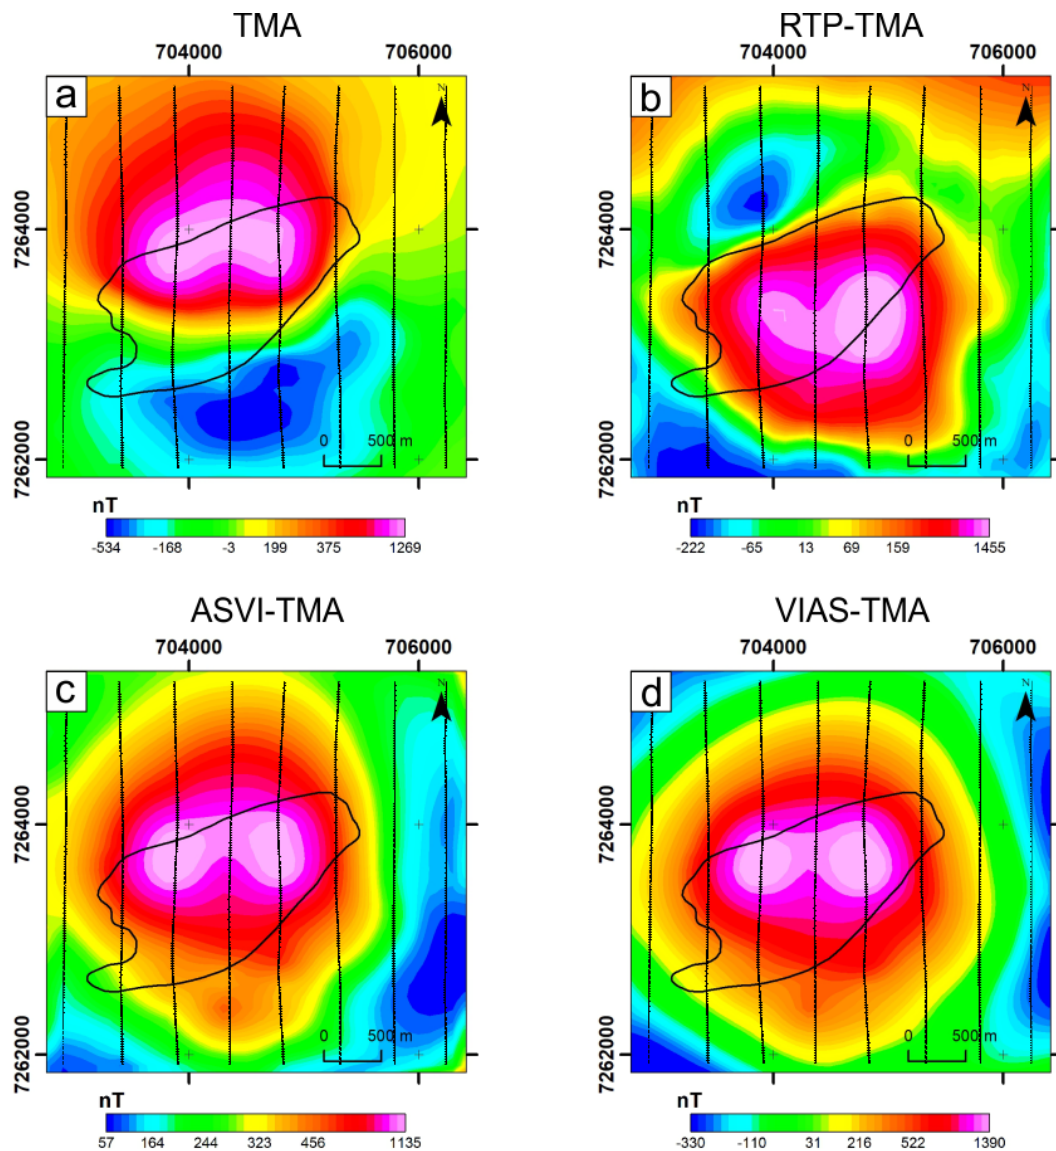 TMA
704000 706000
a
N
7264000
7262000
0 500 m
nT
-534 -168 -3 199 375 1269
RTP-TMA
704000 706000
b
N
7264000
7262000
0 500 m
nT
-222 -65 13 69 159 1455
ASVI-TMA
704000 706000
c
N
7264000
7262000
0 500 m
nT
57 164 244 323 456 1135
VIAS-TMA
704000 706000
d
N
7264000
7262000
0 500 m
nT
-330 -110 31 216 522 1390